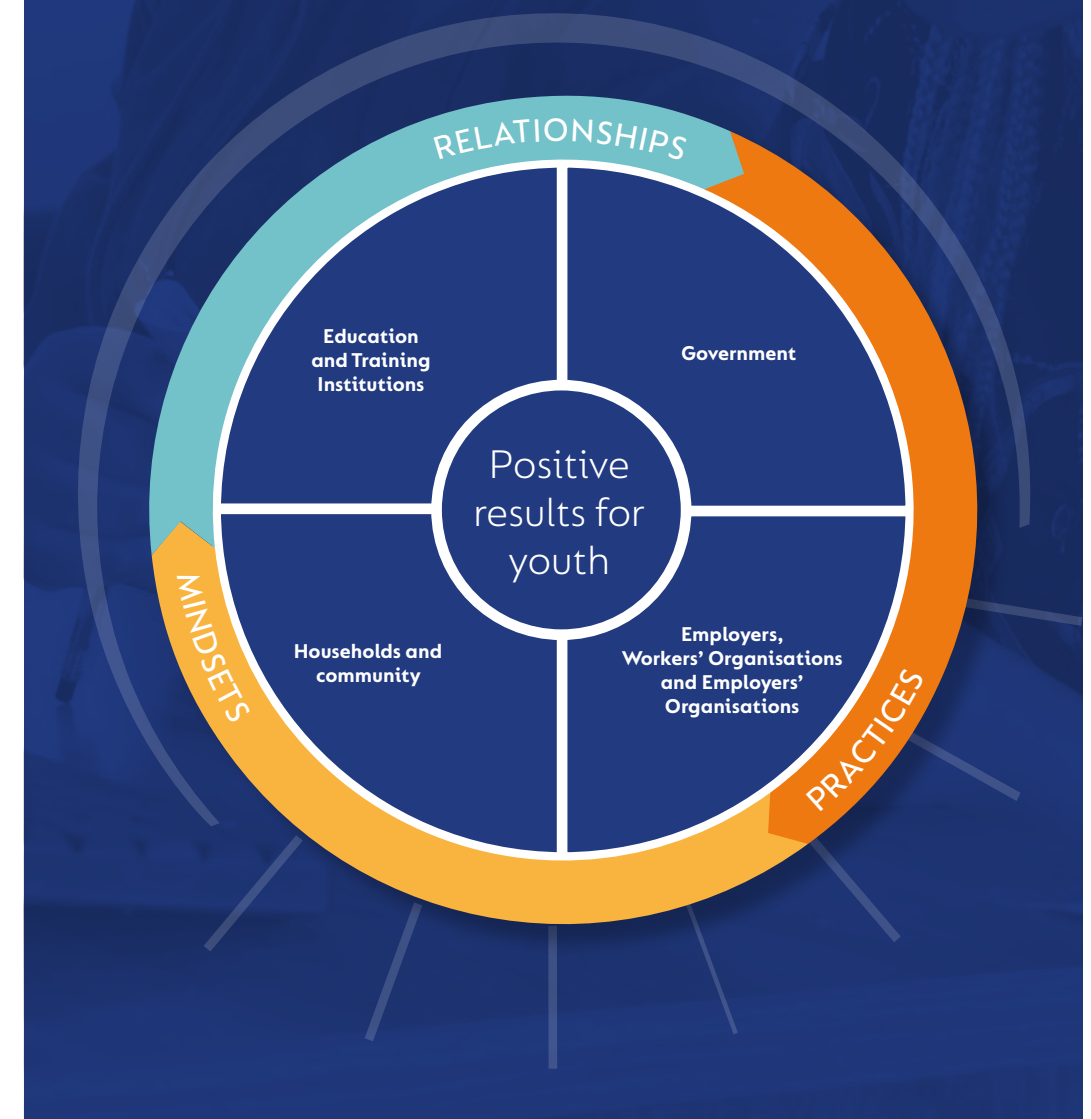 RELATIONSHIPS
Education
and Training
Institutions
Government
Positive
results for
youth
MINDSETS
Households and
community
Employers,
Workers’ Organisations
and Employers’
Organisations
PRACTICES